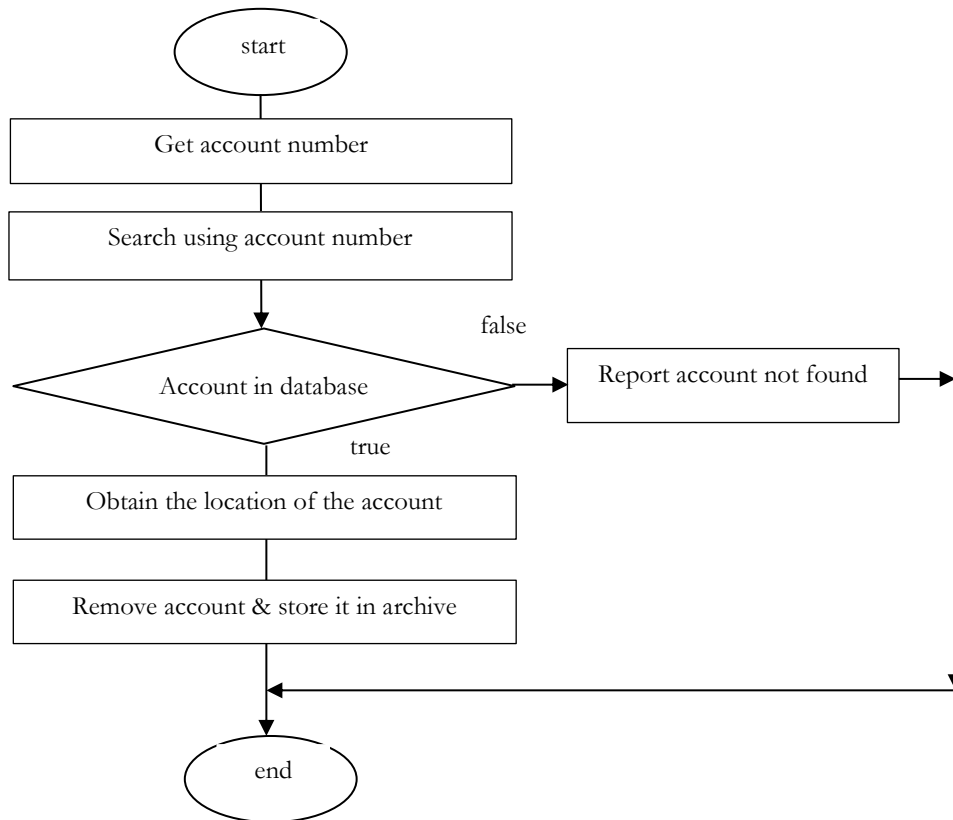 start
Get account number
Search using account number
false
Account in database
Report account not found
true
Obtain the location of the account
Remove account & store it in archive
end